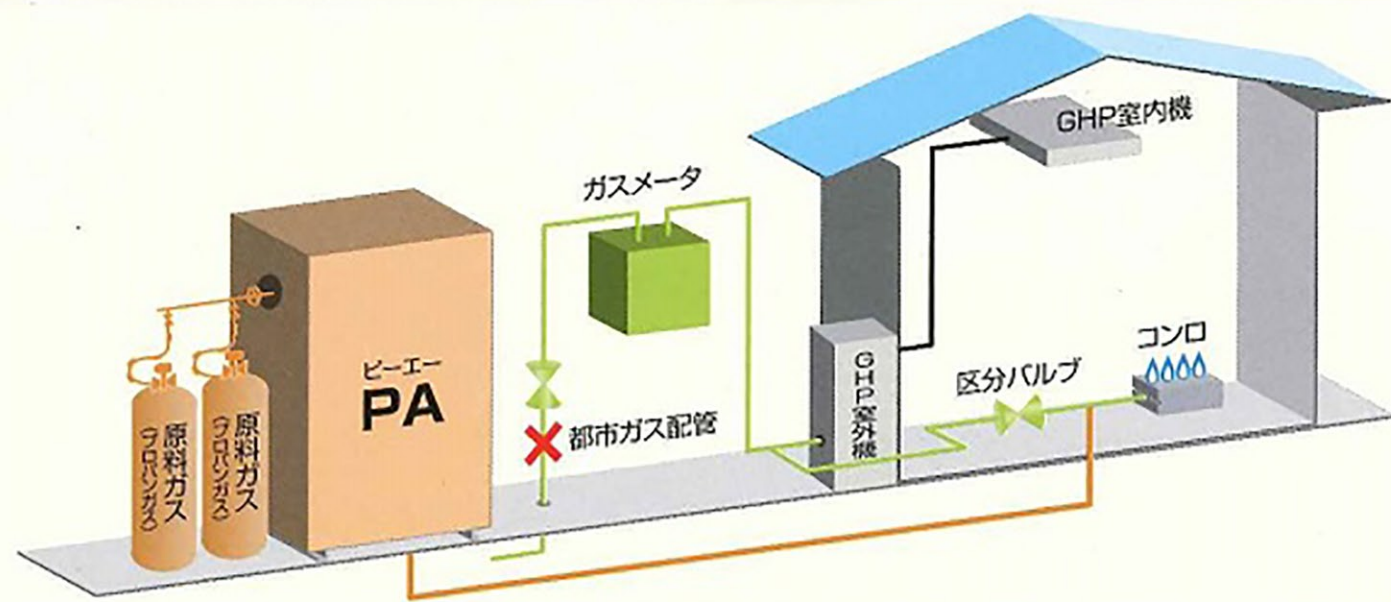 GHP室内機
ガスメータ
ピーエー
PA
コンロ
区分バルブ
GHP室外機
都市ガス配管
原料ガス
(プロパンガス)
原料ガス
(プロパンガス)